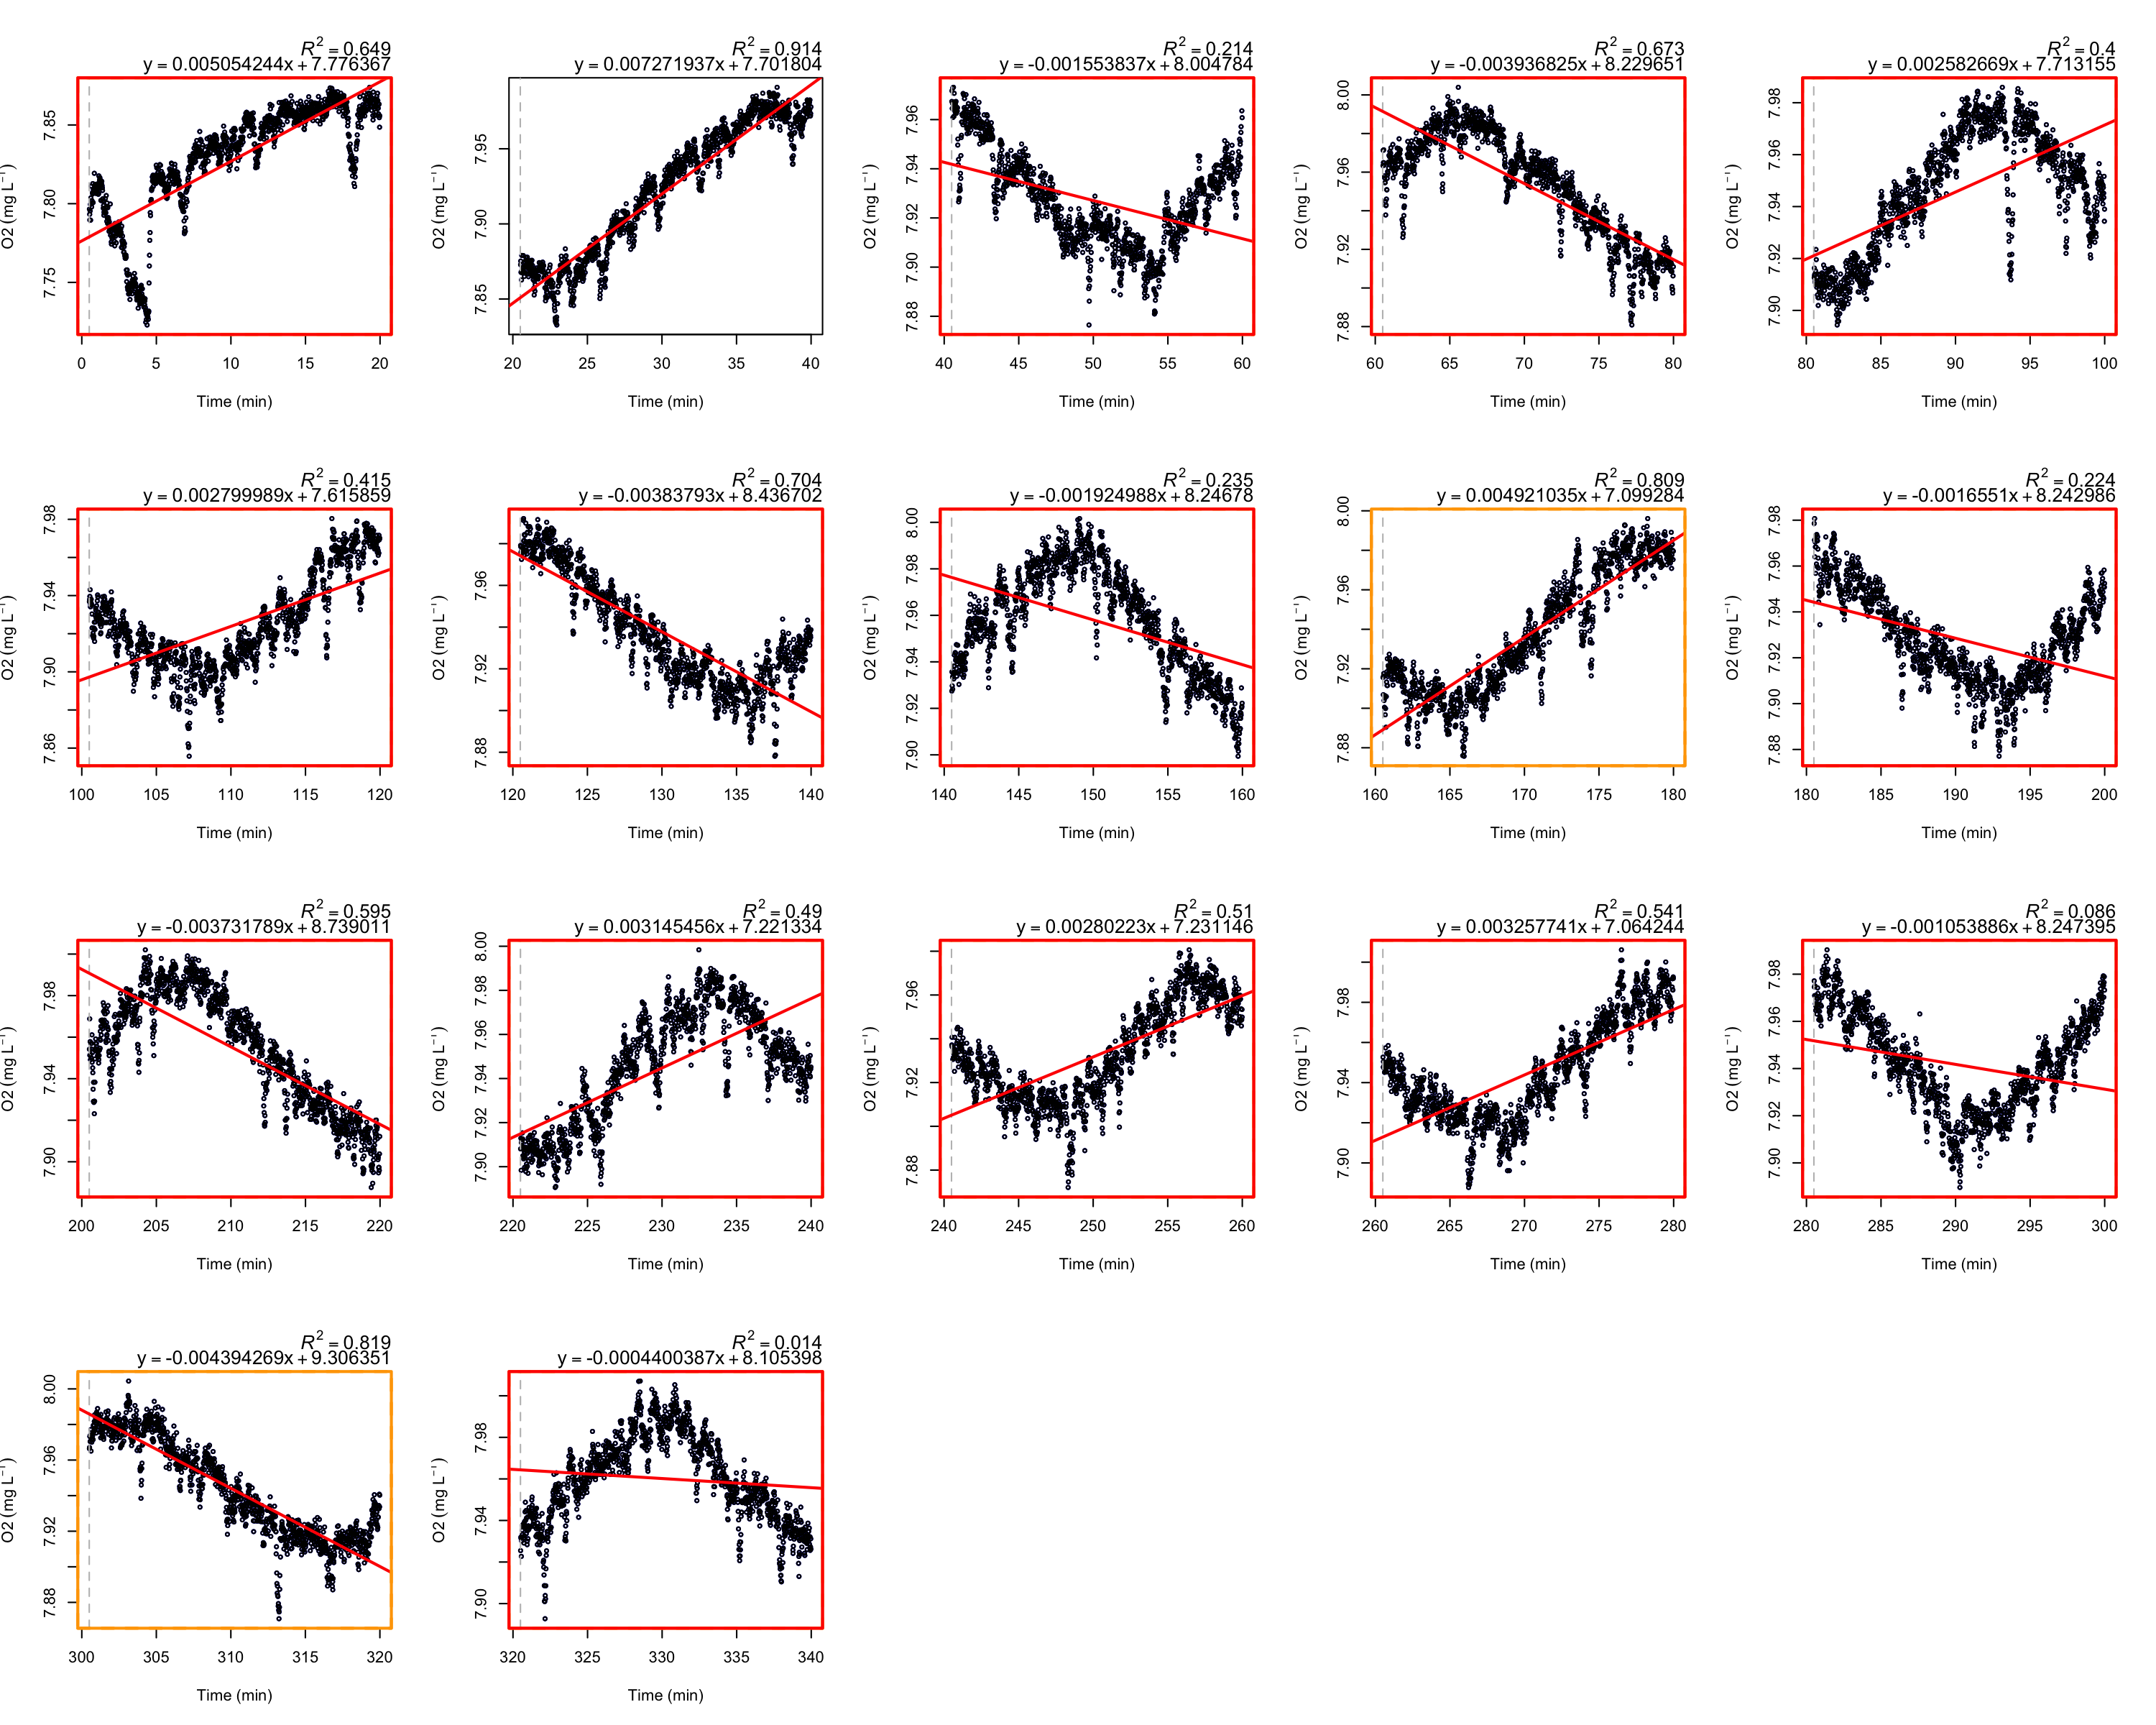 R² = 0.649
y = 0.005054244x + 7.776367
O2 (mg L⁻¹)
7.85
7.80
7.75
0 5 10 15 20
Time (min)
R² = 0.914
y = 0.007271937x + 7.701804
O2 (mg L⁻¹)
7.95
7.90
7.85
20 25 30 35 40
Time (min)
R² = 0.214
y = -0.001553837x + 8.004784
O2 (mg L⁻¹)
7.96
7.94
7.92
7.90
7.88
40 45 50 55 60
Time (min)
R² = 0.673
y = -0.003936825x + 8.229651
O2 (mg L⁻¹)
8.00
7.96
7.92
7.88
60 65 70 75 80
Time (min)
R² = 0.4
y = 0.002582669x + 7.713155
O2 (mg L⁻¹)
7.98
7.96
7.94
7.92
7.90
80 85 90 95 100
Time (min)
R² = 0.415
y = 0.002799989x + 7.615859
O2 (mg L⁻¹)
7.98
7.94
7.90
7.86
100 105 110 115 120
Time (min)
R² = 0.704
y = -0.00383793x + 8.436702
O2 (mg L⁻¹)
7.96
7.92
7.88
120 125 130 135 140
Time (min)
R² = 0.235
y = -0.001924988x + 8.24678
O2 (mg L⁻¹)
8.00
7.98
7.96
7.94
7.92
7.90
140 145 150 155 160
Time (min)
R² = 0.809
y = 0.004921035x + 7.099284
O2 (mg L⁻¹)
8.00
7.96
7.92
7.88
160 165 170 175 180
Time (min)
R² = 0.224
y = -0.0016551x + 8.242986
O2 (mg L⁻¹)
7.98
7.96
7.94
7.92
7.90
7.88
180 185 190 195 200
Time (min)
R² = 0.595
y = -0.003731789x + 8.739011
O2 (mg L⁻¹)
7.98
7.94
7.90
200 205 210 215 220
Time (min)
R² = 0.49
y = 0.003145456x + 7.221334
O2 (mg L⁻¹)
8.00
7.98
7.96
7.94
7.92
7.90
220 225 230 235 240
Time (min)
R² = 0.51
y = 0.00280223x + 7.231146
O2 (mg L⁻¹)
7.96
7.92
7.88
240 245 250 255 260
Time (min)
R² = 0.541
y = 0.003257741x + 7.064244
O2 (mg L⁻¹)
7.98
7.94
7.90
260 265 270 275 280
Time (min)
R² = 0.086
y = -0.001053886x + 8.247395
O2 (mg L⁻¹)
7.98
7.96
7.94
7.92
7.90
280 285 290 295 300
Time (min)
R² = 0.819
y = -0.004394269x + 9.306351
O2 (mg L⁻¹)
8.00
7.96
7.92
7.88
300 305 310 315 320
Time (min)
R² = 0.014
y = -0.0004400387x + 8.105398
O2 (mg L⁻¹)
7.98
7.94
7.90
320 325 330 335 340
Time (min)